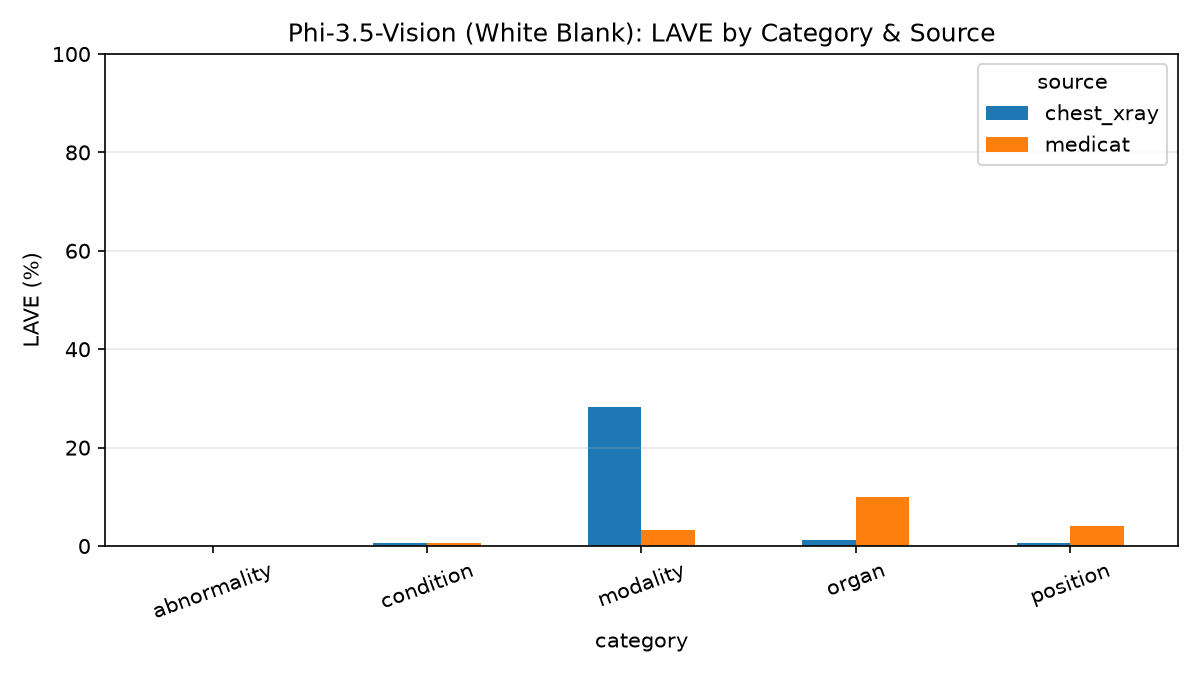 Phi-3.5-Vision (White Blank): LAVE by Category & Source
source
chest_xray
medicat
LAVE (%)
100
80
60
40
20
0
abnormality
condition
modality
organ
position
category